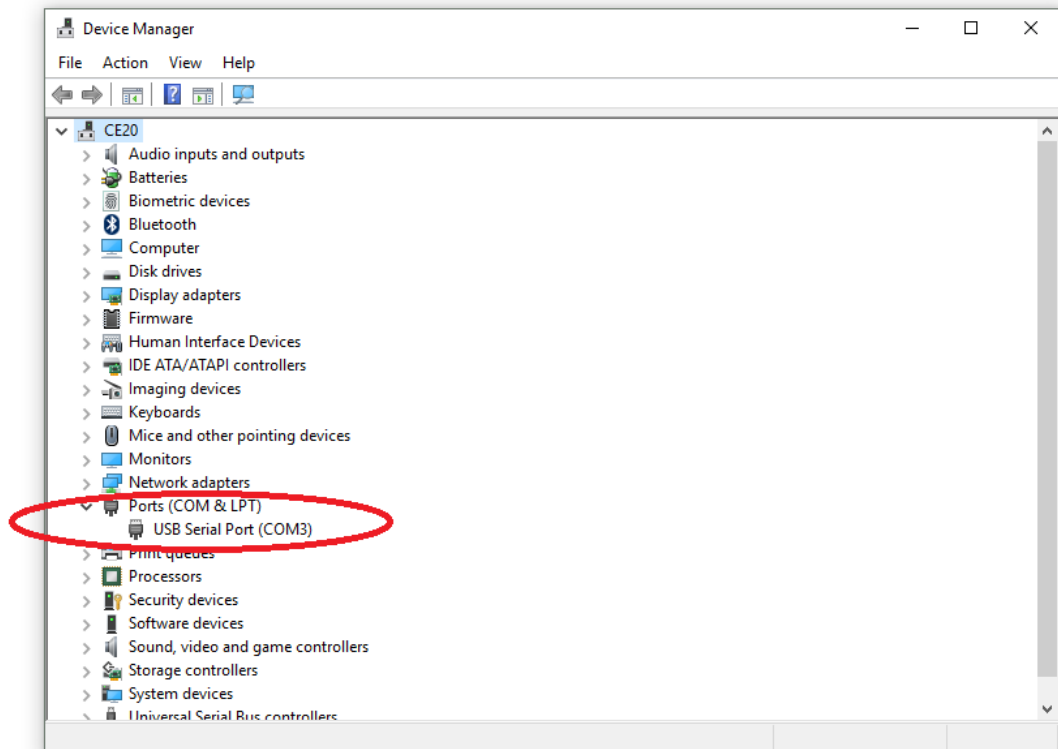 Device Manager
File Action View Help
CE20
Audio inputs and outputs
Batteries
Biometric devices
Bluetooth
Computer
Disk drives
Display adapters
Firmware
Human Interface Devices
IDE ATA/ATAPI controllers
Imaging devices
Keyboards
Mice and other pointing devices
Monitors
Network adapters
Ports (COM & LPT)
USB Serial Port (COM3)
Print queues
Processors
Security devices
Software devices
Sound, video and game controllers
Storage controllers
System devices
Universal Serial Bus controllers